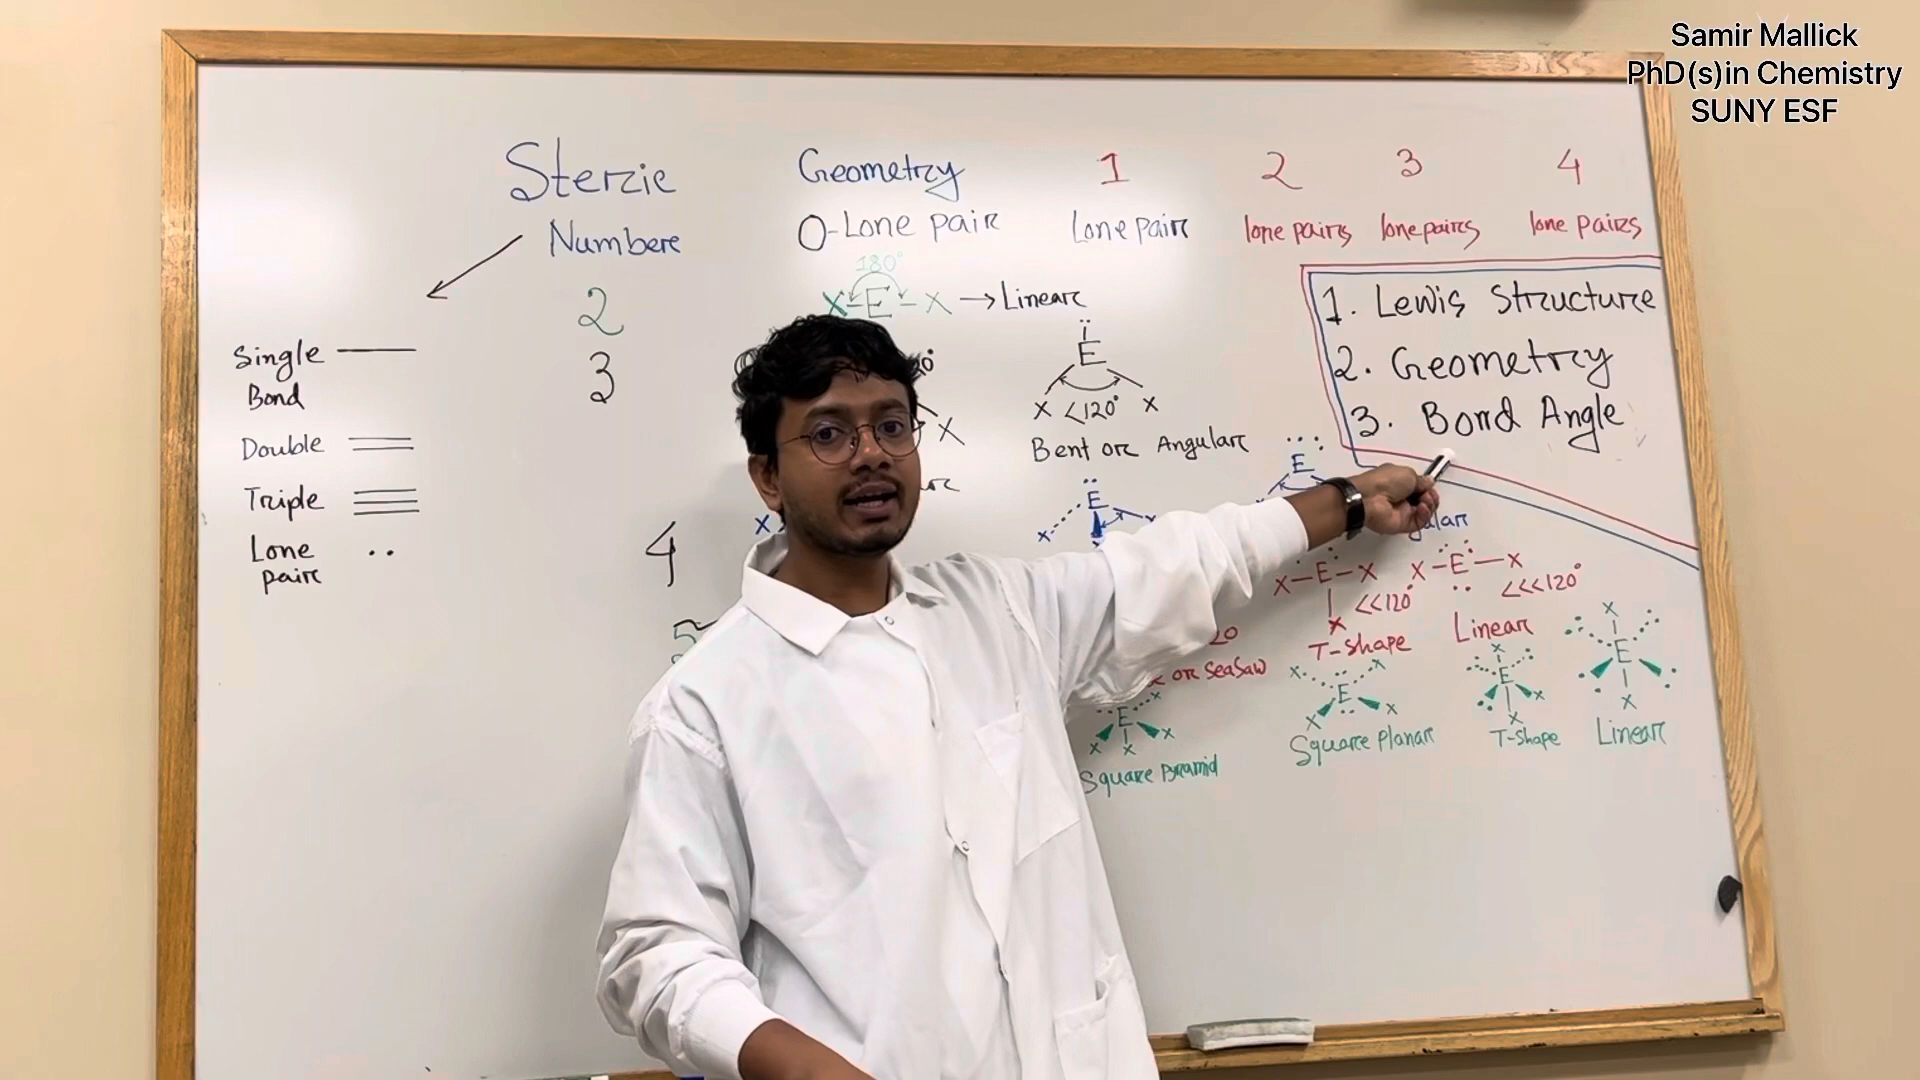 Samir Mallick
PhD(s)in Chemistry
SUNY ESF
Steric
Numbere
2
3
4
5
Single
Bond
Double
Triple
Lone
pair
Geometry
0-Lone pair
180°
X-E-X → Linear
X
X
1
Lone pair
E
X <120° X
Bent or Angular
E
X
2
lone pairs
3
lone pairs
4
lone pairs
1. Lewis Structure
2. Geometry
3. Bond Angle
E
X-E-X
<<120°
X
T-shape
X-E-X
<<<120°
Linear
or SeaSaw
E
X
X
X
X
Square pyramid
X
X
E
X
X
Square planar
X
E
X
X
T-shape
X
E
X
Linear